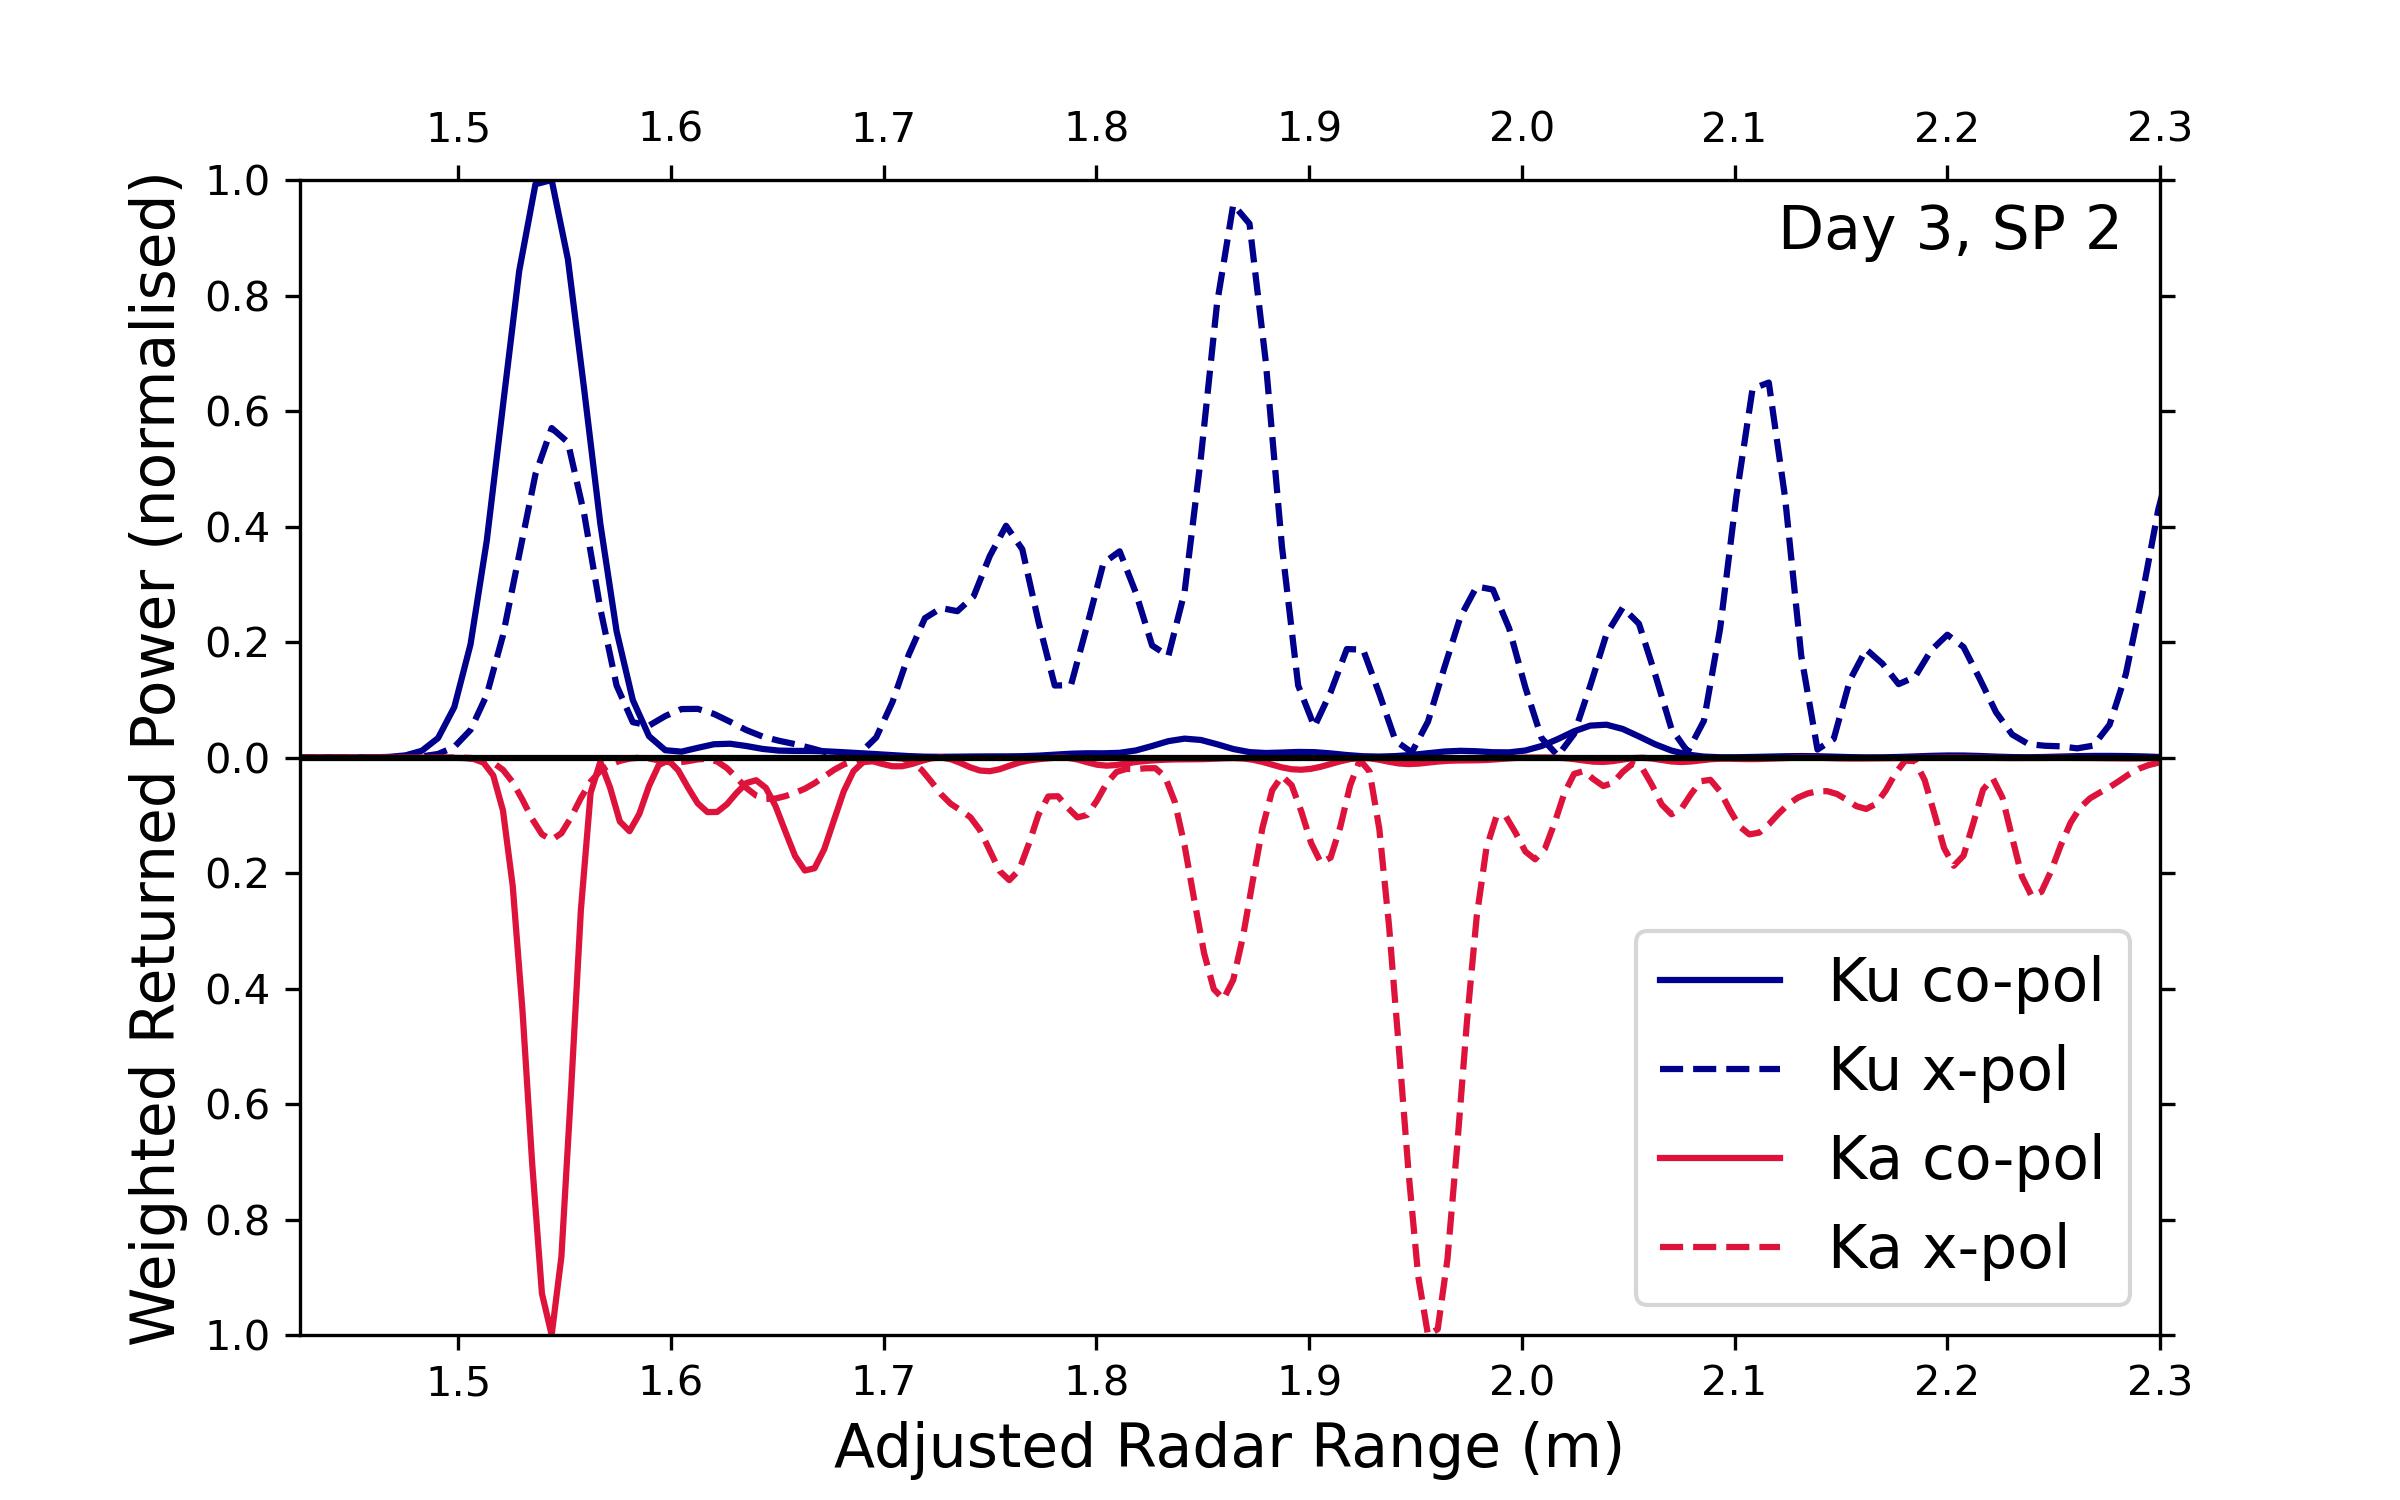 1.5 1.6 1.7 1.8 1.9 2.0 2.1 2.2 2.3
Weighted Returned Power (normalised)
1.0
0.8
0.6
0.4
0.2
0.0
0.2
0.4
0.6
0.8
1.0
Day 3, SP 2
Ku co-pol
Ku x-pol
Ka co-pol
Ka x-pol
1.5 1.6 1.7 1.8 1.9 2.0 2.1 2.2 2.3
Adjusted Radar Range (m)